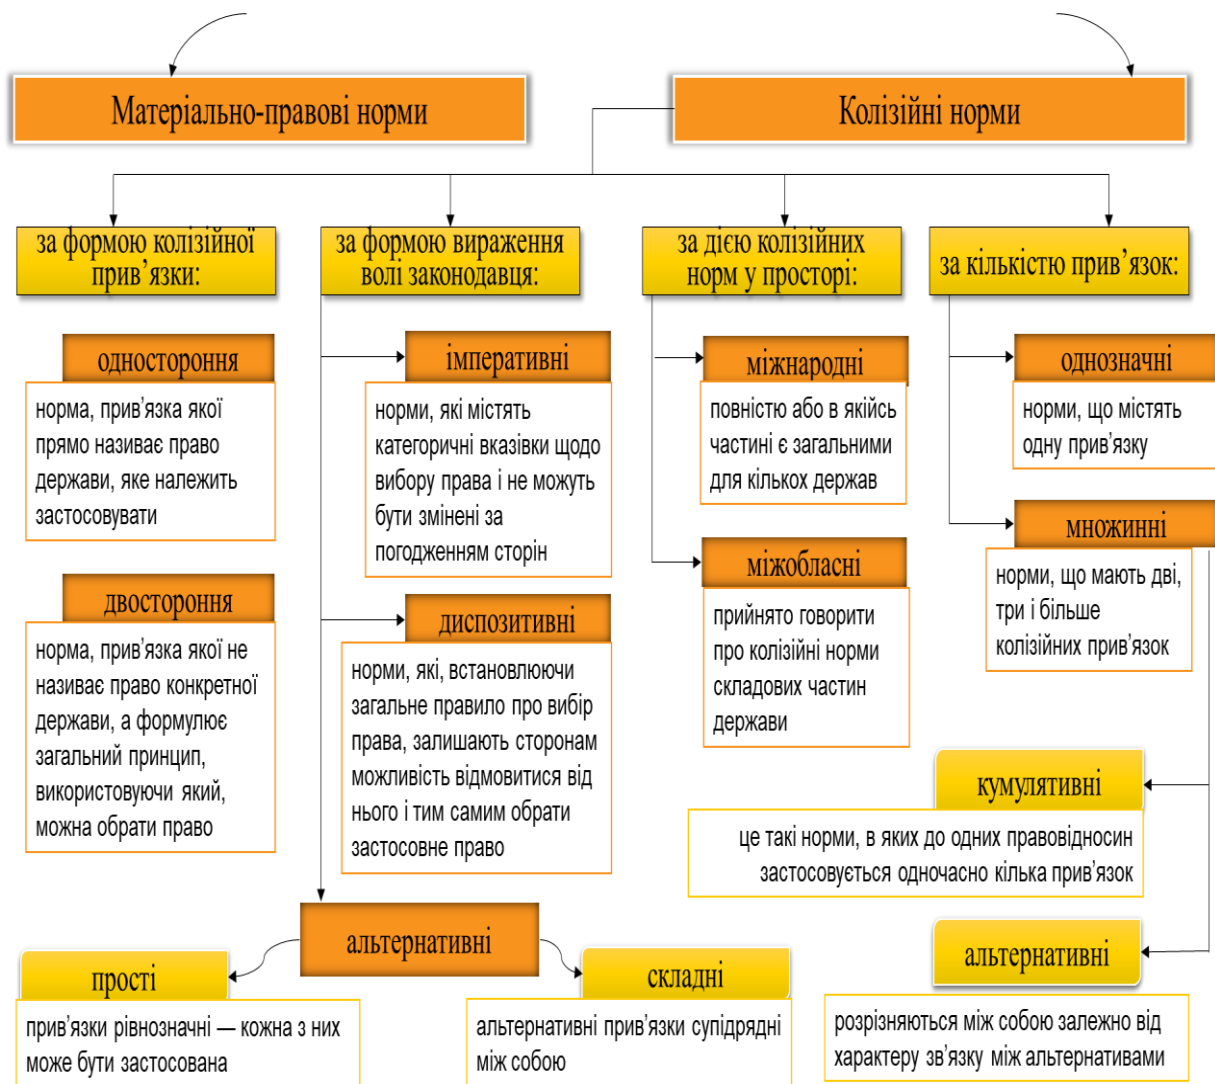 Матеріально-правові норми
Колізійні норми
за формою колізійної
прив’язки:
одностороння
норма, прив’язка якої
прямо називає право
держави, яке належить
застосовувати
двостороння
норма, прив’язка якої не
називає право конкретної
держави, а формулює
загальний принцип,
використовуючи який,
можна обрати право
за формою вираження
волі законодавця:
імперативні
норми, які містять
категоричні вказівки щодо
вибору права і не можуть
бути змінені за
погодженням сторін
диспозитивні
норми, які, встановлюючи
загальне правило про вибір
права, залишають сторонам
можливість відмовитися від
нього і тим самим обрати
застосовне право
альтернативні
прості
прив’язки рівнозначні — кожна з них
може бути застосована
складні
альтернативні прив’язки супідрядні
між собою
за дією колізійних
норм у просторі:
міжнародні
повністю або в якійсь
частині є загальними
для кількох держав
міжобласні
прийнято говорити
про колізійні норми
складових частин
держави
за кількістю прив’язок:
однозначні
норми, що містять
одну прив’язку
множинні
норми, що мають дві,
три і більше
колізійних прив’язок
кумулятивні
це такі норми, в яких до одних правовідносин
застосовується одночасно кілька прив’язок
альтернативні
розрізняються між собою залежно від
характеру зв’язку між альтернативами